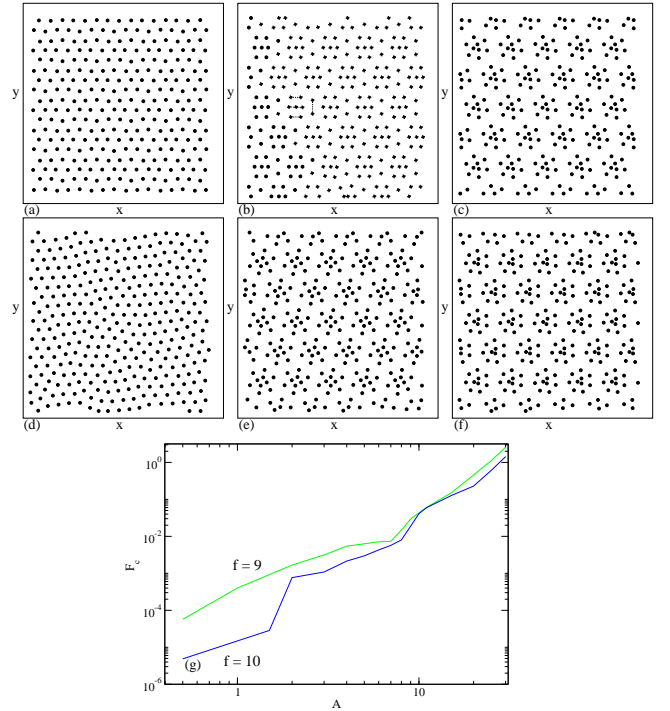 y
(a)
x
y
(b)
x
y
(c)
x
y
(d)
x
y
(e)
x
y
(f)
x
10^0
10^-2
10^-4
10^-6
F_c
f = 9
(g) f = 10
1
10
A